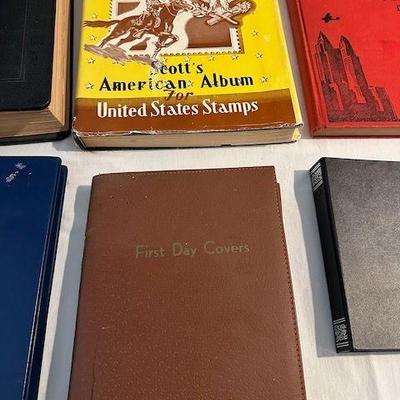 Scott's
American Album
For
United States Stamps
First Day Covers